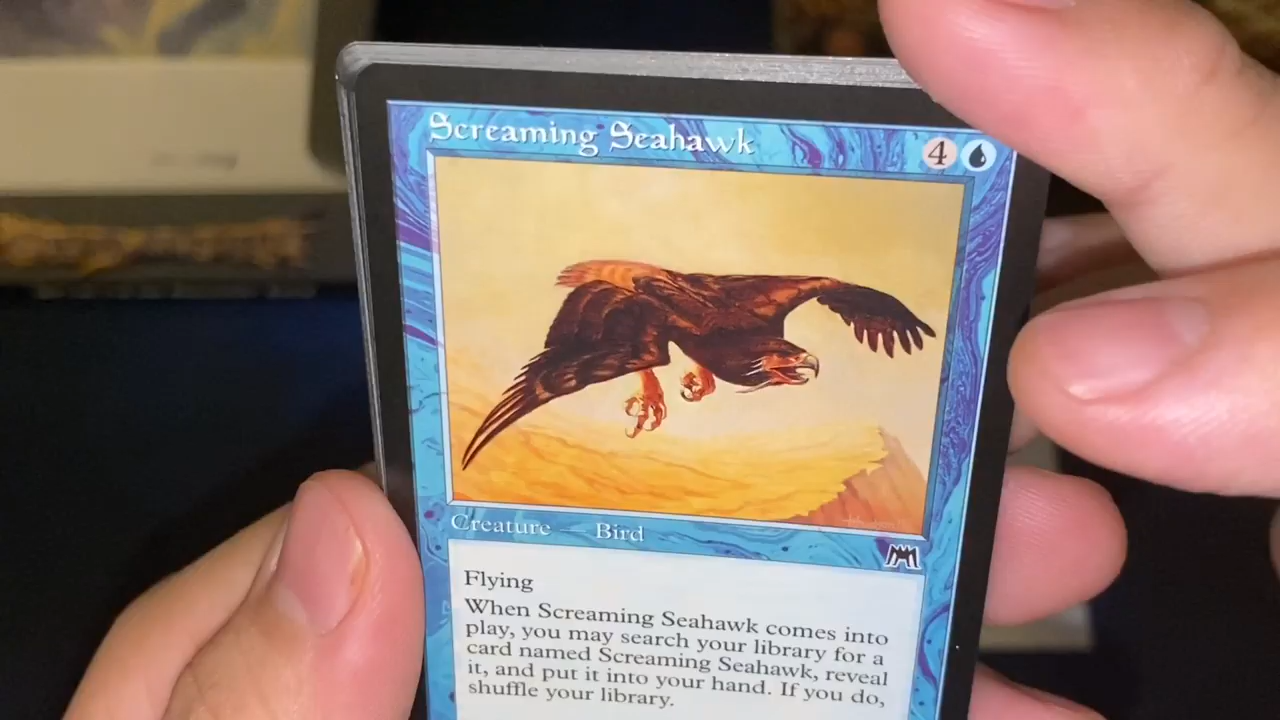 Screaming Seahawk
4
Creature — Bird
Flying
When Screaming Seahawk comes into
play, you may search your library for a
card named Screaming Seahawk, reveal
it, and put it into your hand. If you do,
shuffle your library.